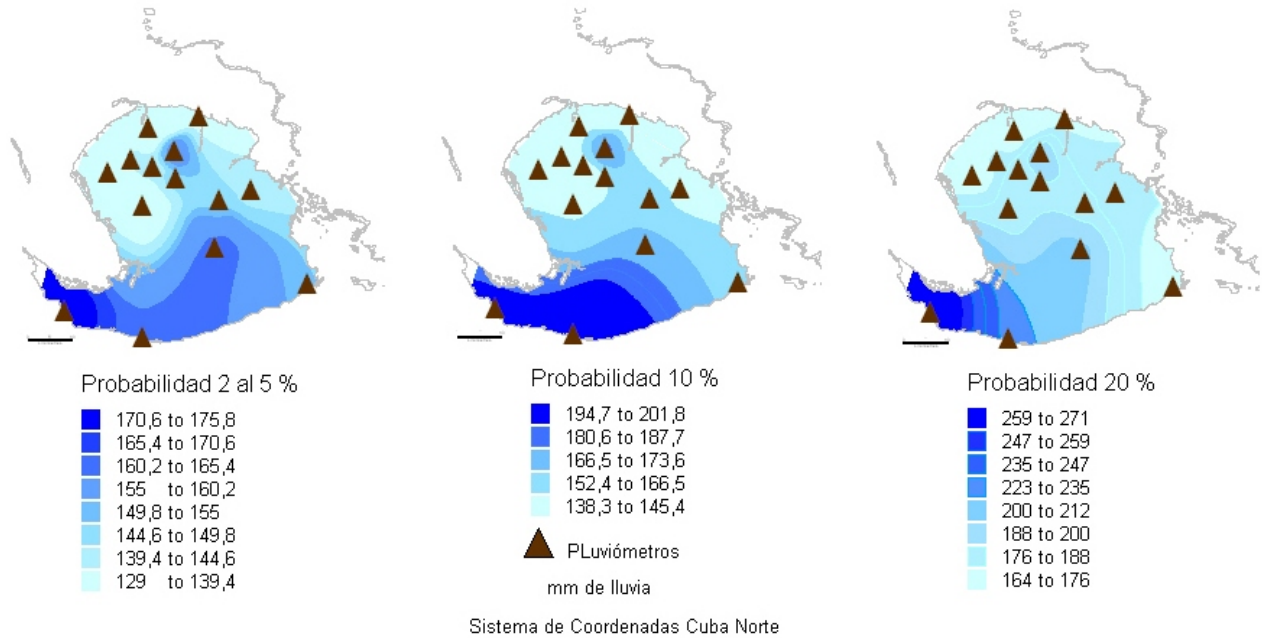 Probabilidad 2 al 5 %
170,6 to 175,8
165,4 to 170,6
160,2 to 165,4
155 to 160,2
149,8 to 155
144,6 to 149,8
139,4 to 144,6
129 to 139,4
Probabilidad 10 %
194,7 to 201,8
180,6 to 187,7
166,5 to 173,6
152,4 to 166,5
138,3 to 145,4
PLuviómetros
mm de lluvia
Sistema de Coordenadas Cuba Norte
Probabilidad 20 %
259 to 271
247 to 259
235 to 247
223 to 235
200 to 212
188 to 200
176 to 188
164 to 176